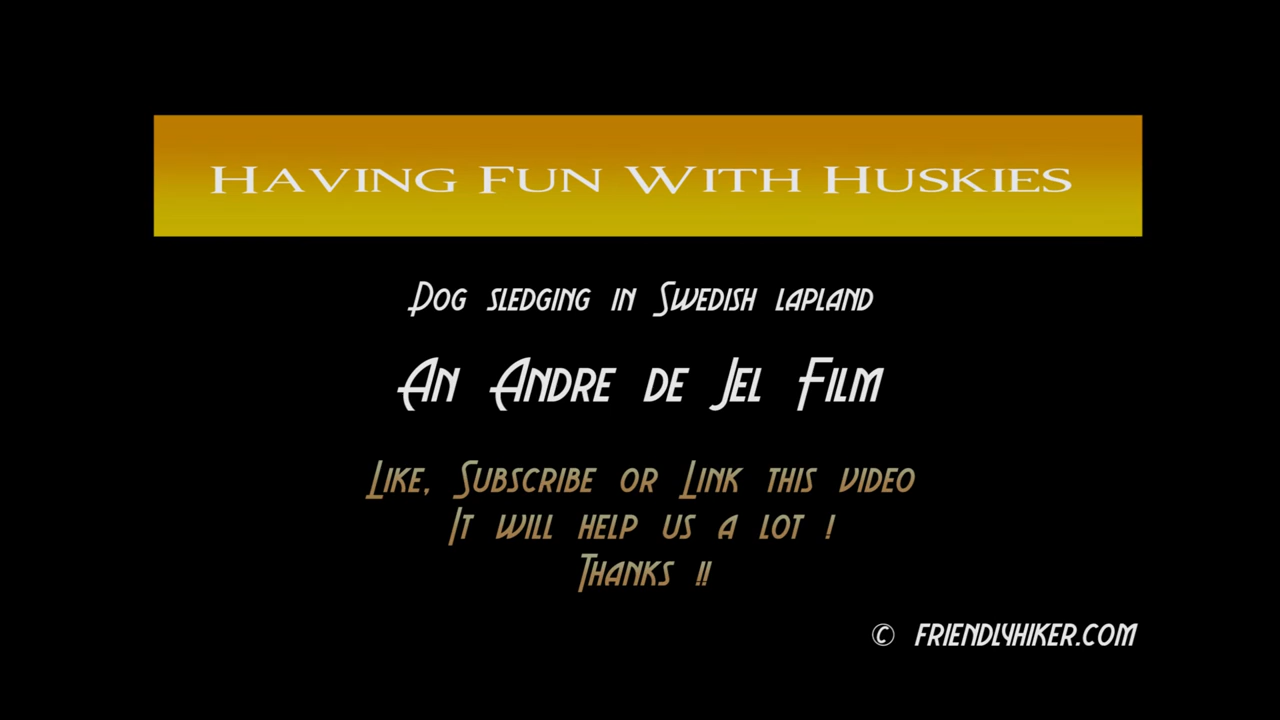 Having Fun With Huskies
Dog sledging in Swedish lapland
An Andre de Jel Film
Like, Subscribe or Link this video
It will help us a lot !
Thanks !!
© friendlyhiker.com